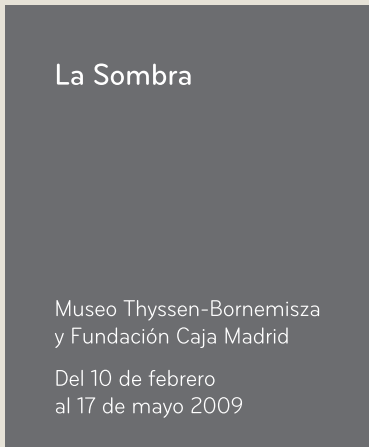 La Sombra
Museo Thyssen-Bornemisza
y Fundación Caja Madrid
Del 10 de febrero
al 17 de mayo 2009